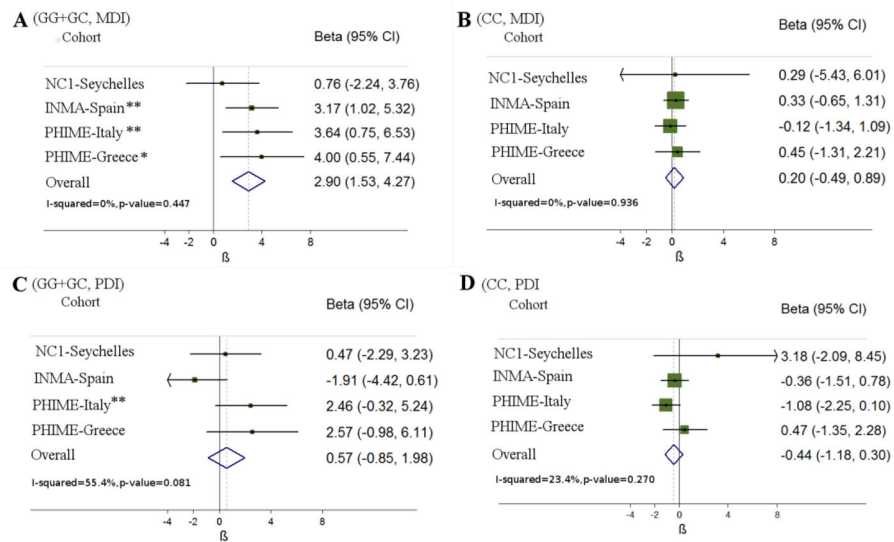 A (GG+GC, MDI)
Cohort
Beta (95% CI)
NC1-Seychelles 0.76 (-2.24, 3.76)
INMA-Spain** 3.17 (1.02, 5.32)
PHIME-Italy ** 3.64 (0.75, 6.53)
PHIME-Greece* 4.00 (0.55, 7.44)
Overall 2.90 (1.53, 4.27)
I-squared=0%,p-value=0.447
-4 -2 0 4 8
ß
B (CC, MDI)
Cohort
Beta (95% CI)
NC1-Seychelles 0.29 (-5.43, 6.01)
INMA-Spain 0.33 (-0.65, 1.31)
PHIME-Italy -0.12 (-1.34, 1.09)
PHIME-Greece 0.45 (-1.31, 2.21)
Overall 0.20 (-0.49, 0.89)
I-squared=0%,p-value=0.936
-4 -2 0 4 8
ß
C (GG+GC, PDI)
Cohort
Beta (95% CI)
NC1-Seychelles 0.47 (-2.29, 3.23)
INMA-Spain -1.91 (-4.42, 0.61)
PHIME-Italy** 2.46 (-0.32, 5.24)
PHIME-Greece 2.57 (-0.98, 6.11)
Overall 0.57 (-0.85, 1.98)
I-squared=55.4%,p-value=0.081
-4 -2 0 4 8
ß
D (CC, PDI
Cohort
Beta (95% CI)
NC1-Seychelles 3.18 (-2.09, 8.45)
INMA-Spain -0.36 (-1.51, 0.78)
PHIME-Italy -1.08 (-2.25, 0.10)
PHIME-Greece 0.47 (-1.35, 2.28)
Overall -0.44 (-1.18, 0.30)
I-squared=23.4%,p-value=0.270
-4 -2 0 4 8
ß